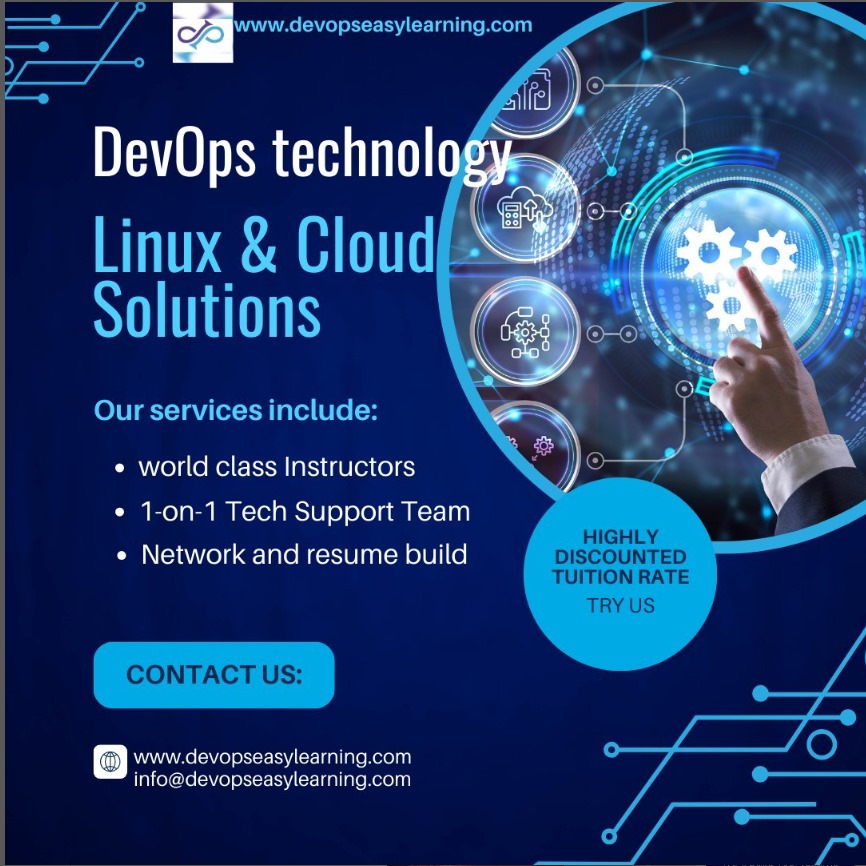 www.devopseasylearning.com
DevOps technology
Linux & Cloud
Solutions
Our services include:
• world class Instructors
• 1-on-1 Tech Support Team
• Network and resume build
HIGHLY
DISCOUNTED
TUITION RATE
TRY US
CONTACT US:
www.devopseasylearning.com
info@devopseasylearning.com